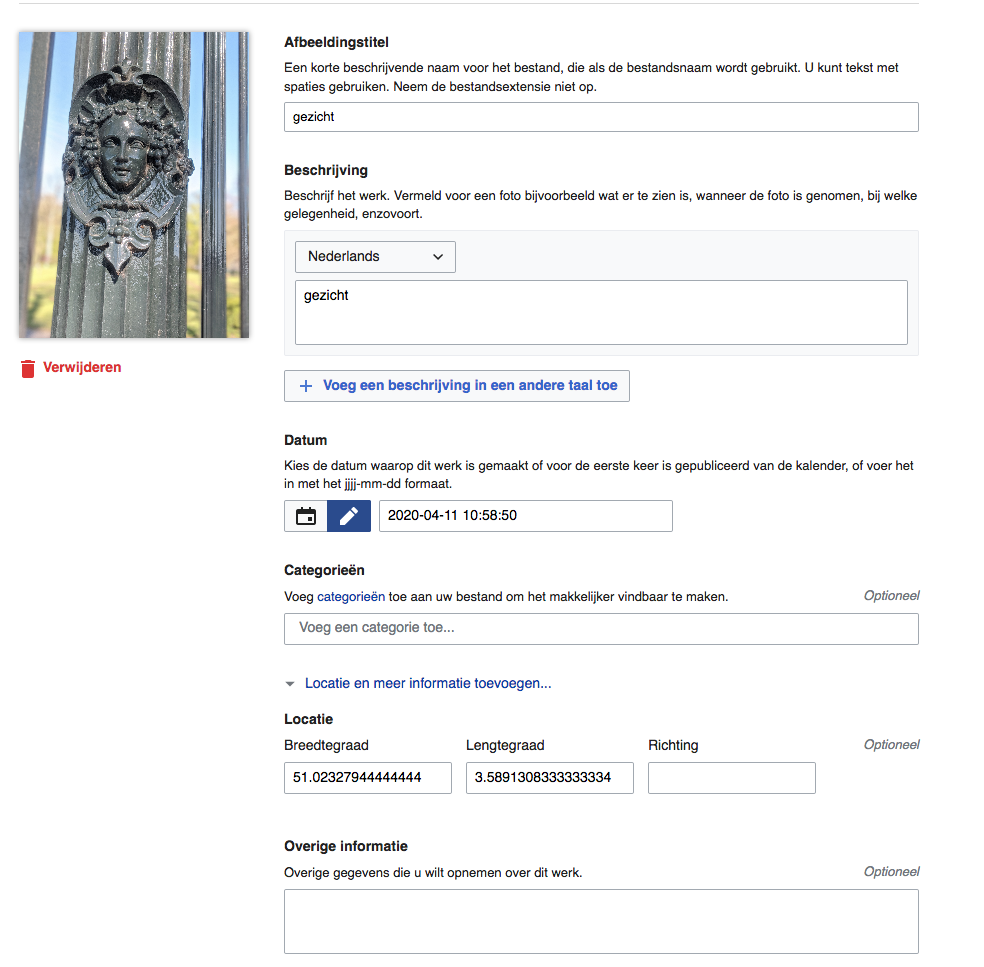 Afbeeldingstitel
Een korte beschrijvende naam voor het bestand, die als de bestandsnaam wordt gebruikt. U kunt tekst met
spaties gebruiken. Neem de bestandsextensie niet op.
gezicht
Beschrijving
Beschrijf het werk. Vermeld voor een foto bijvoorbeeld wat er te zien is, wanneer de foto is genomen, bij welke
gelegenheid, enzovoort.
Nederlands
gezicht
Verwijderen
+ Voeg een beschrijving in een andere taal toe
Datum
Kies de datum waarop dit werk is gemaakt of voor de eerste keer is gepubliceerd van de kalender, of voer het
in met het jjjj-mm-dd formaat.
2020-04-11 10:58:50
Categorieën
Voeg categorieën toe aan uw bestand om het makkelijker vindbaar te maken. Optioneel
Voeg een categorie toe...
Locatie en meer informatie toevoegen...
Locatie
Breedtegraad Lengtegraad Richting Optioneel
51.02327944444444 3.5891308333333334
Overige informatie
Overige gegevens die u wilt opnemen over dit werk. Optioneel